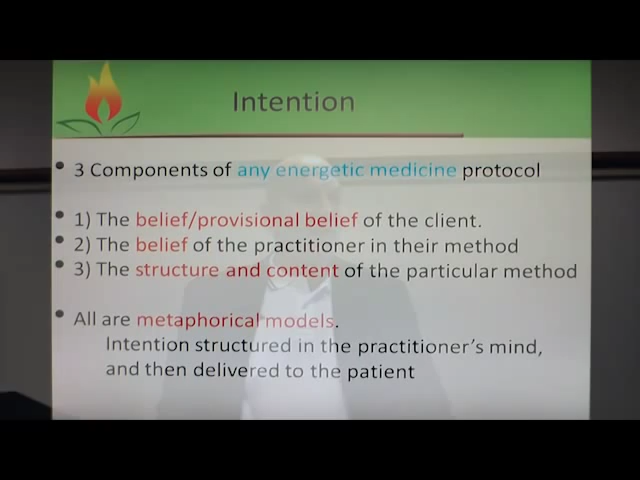 Intention
• 3 Components of any energetic medicine protocol
• 1) The belief/provisional belief of the client.
• 2) The belief of the practitioner in their method
• 3) The structure and content of the particular method
• All are metaphorical models.
Intention structured in the practitioner's mind,
and then delivered to the patient